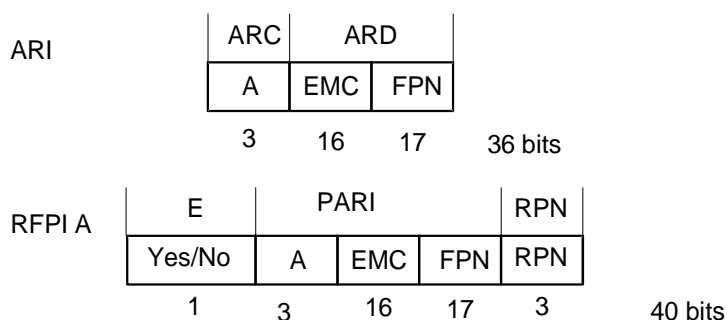 ARC ARD
ARI
A EMC FPN
3 16 17 36 bits
E PARI RPN
RFPI A
Yes/No A EMC FPN RPN
1 3 16 17 3 40 bits